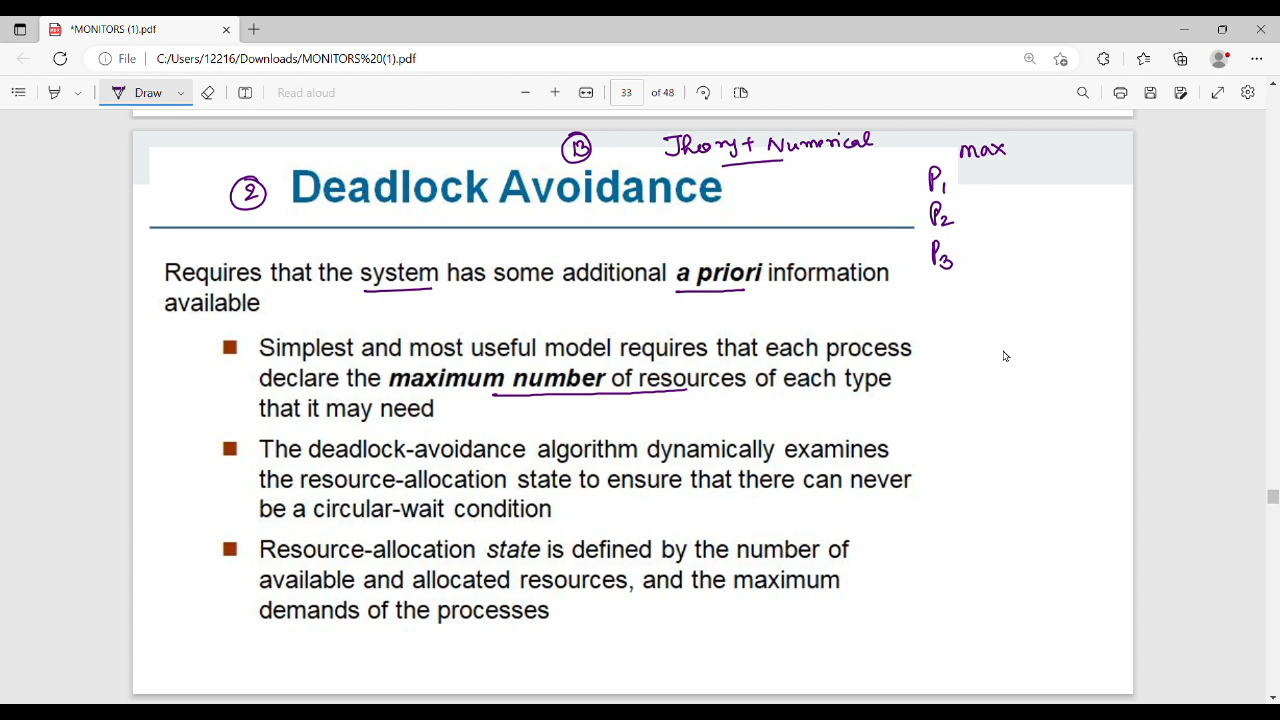 *MONITORS (1).pdf
File
C:/Users/12216/Downloads/MONITORS%20(1).pdf
Draw
Read aloud
33
of 48
13
Theory + Numerical
max
2
Deadlock Avoidance
P1
P2
P3
Requires that the system has some additional a priori information
available
Simplest and most useful model requires that each process
declare the maximum number of resources of each type
that it may need
The deadlock-avoidance algorithm dynamically examines
the resource-allocation state to ensure that there can never
be a circular-wait condition
Resource-allocation state is defined by the number of
available and allocated resources, and the maximum
demands of the processes